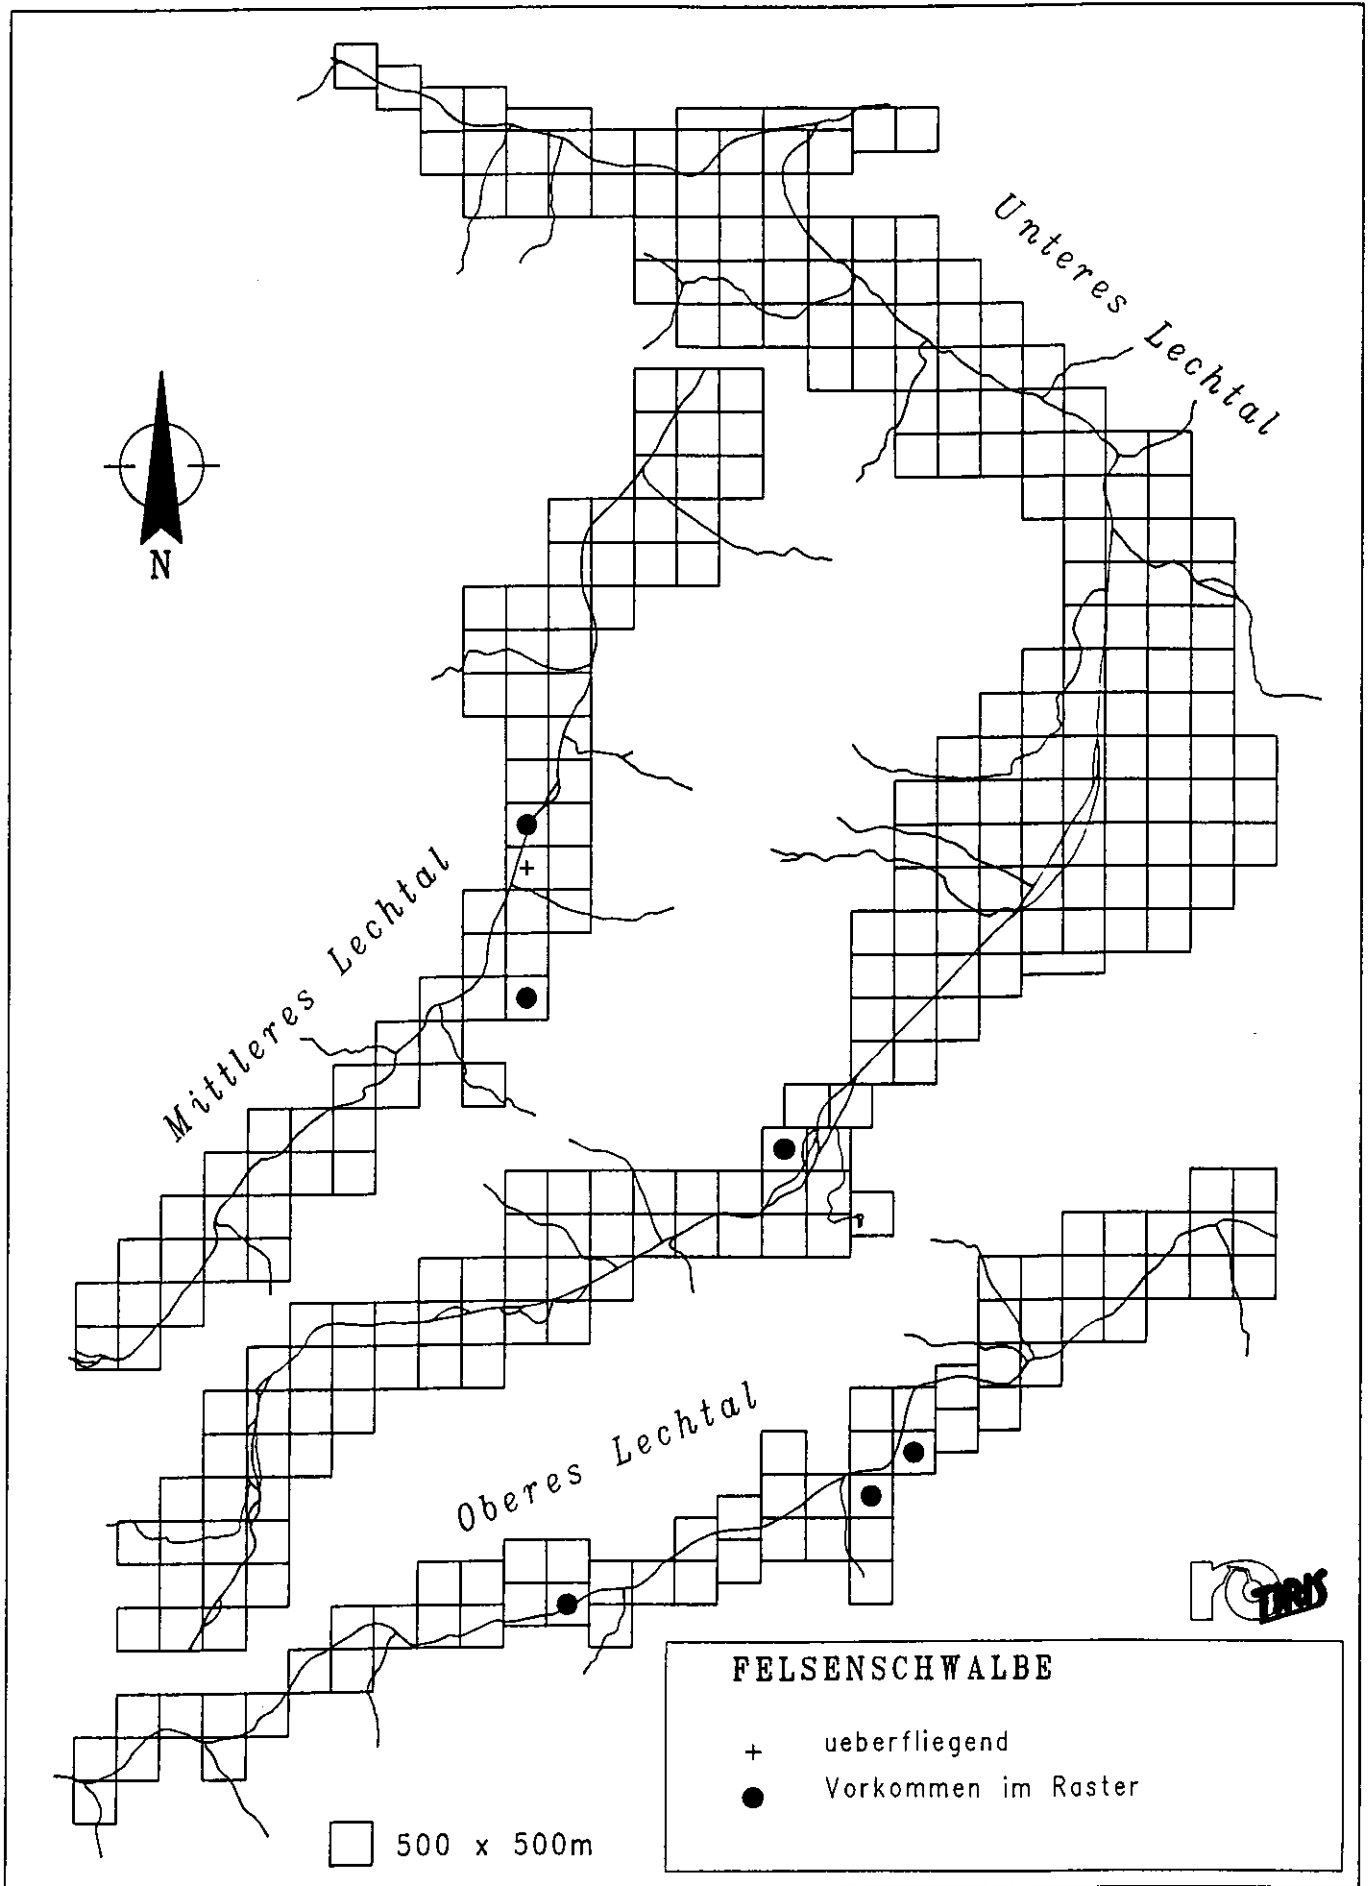 Unteres Lechtal
N
Mittleres Lechtal
Oberes Lechtal
TIRIS
FELSENSCHWALBE
+ ueberfliegend
● Vorkommen im Raster
500 x 500m